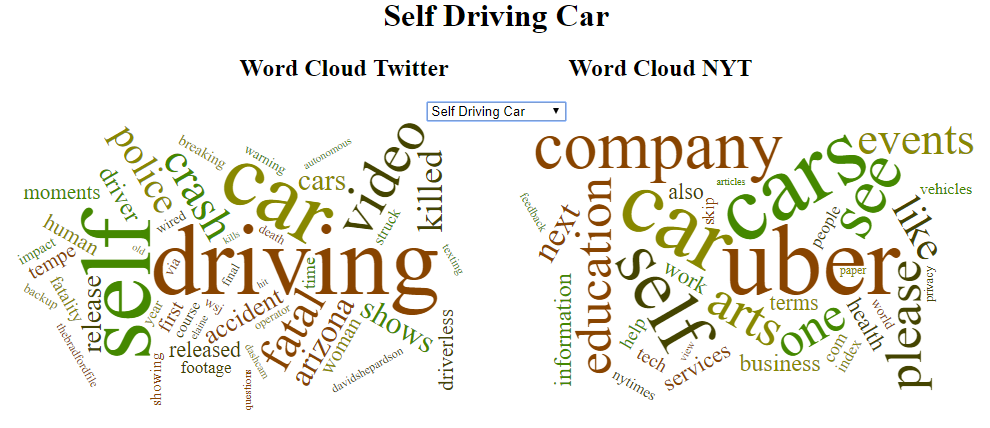 Self Driving Car
Word Cloud Twitter
Word Cloud NYT
Self Driving Car
breaking
warning
autonomous
police
crash
car
cars
video
killed
moments
driver
wired
struck
human
self
kills
death
impact
tempe
old
driving
texting
via
final
hit
time
backup
fatality
release
year
first
course
wsj
elaine
accident
operator
fatal
arizona
woman
shows
driverless
thebradfordfile
released
footage
dashcam
davidshepardson
showing
questions
company
cars
events
see
articles
also
skip
vehicles
feedback
next
education
car
people
like
uber
self
work
paper
privacy
information
help
arts
terms
one
health
world
please
tech
view
services
business
com
index
nytimes